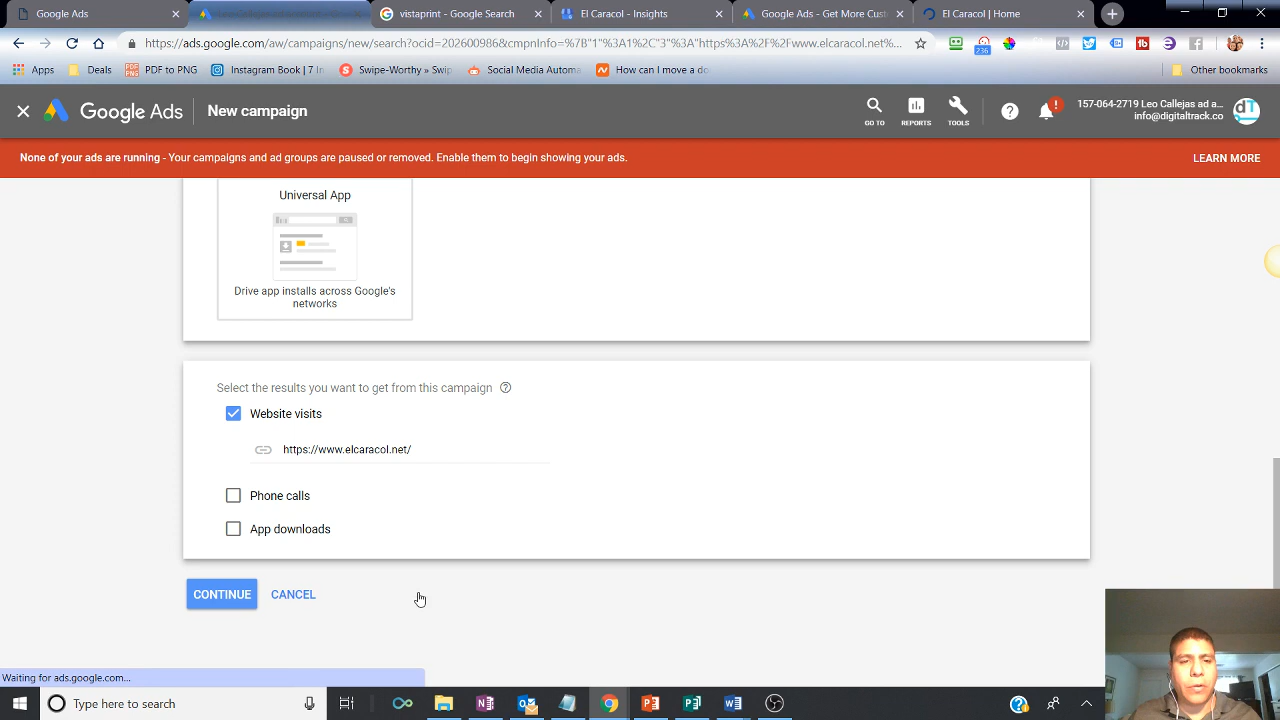 Google Ads
vistaprint - Google Search
El Caracol - Insights
Google Ads - Get More Cust
El Caracol | Home
https://ads.google.com/aw/campaigns/new/search?ocid=202600986&cmpnInfo=%7B"1"%3A1%2C"3"%3A"https%3A%2F%2Fwww.elcaracol.net%...
236
Apps
Deals
PDF to PNG
Instagram Book | 7 In
Swipe-Worthy » Swip
Social Media Automa
How can I move a do
Other bookmarks
Google Ads
New campaign
GO TO
REPORTS
TOOLS
157-064-2719 Leo Callejas ad a...
info@digitaltrack.co
None of your ads are running - Your campaigns and ad groups are paused or removed. Enable them to begin showing your ads.
LEARN MORE
Universal App
Drive app installs across Google's
networks
Select the results you want to get from this campaign
Website visits
https://www.elcaracol.net/
Phone calls
App downloads
CONTINUE
CANCEL
Waiting for ads.google.com...
Type here to search